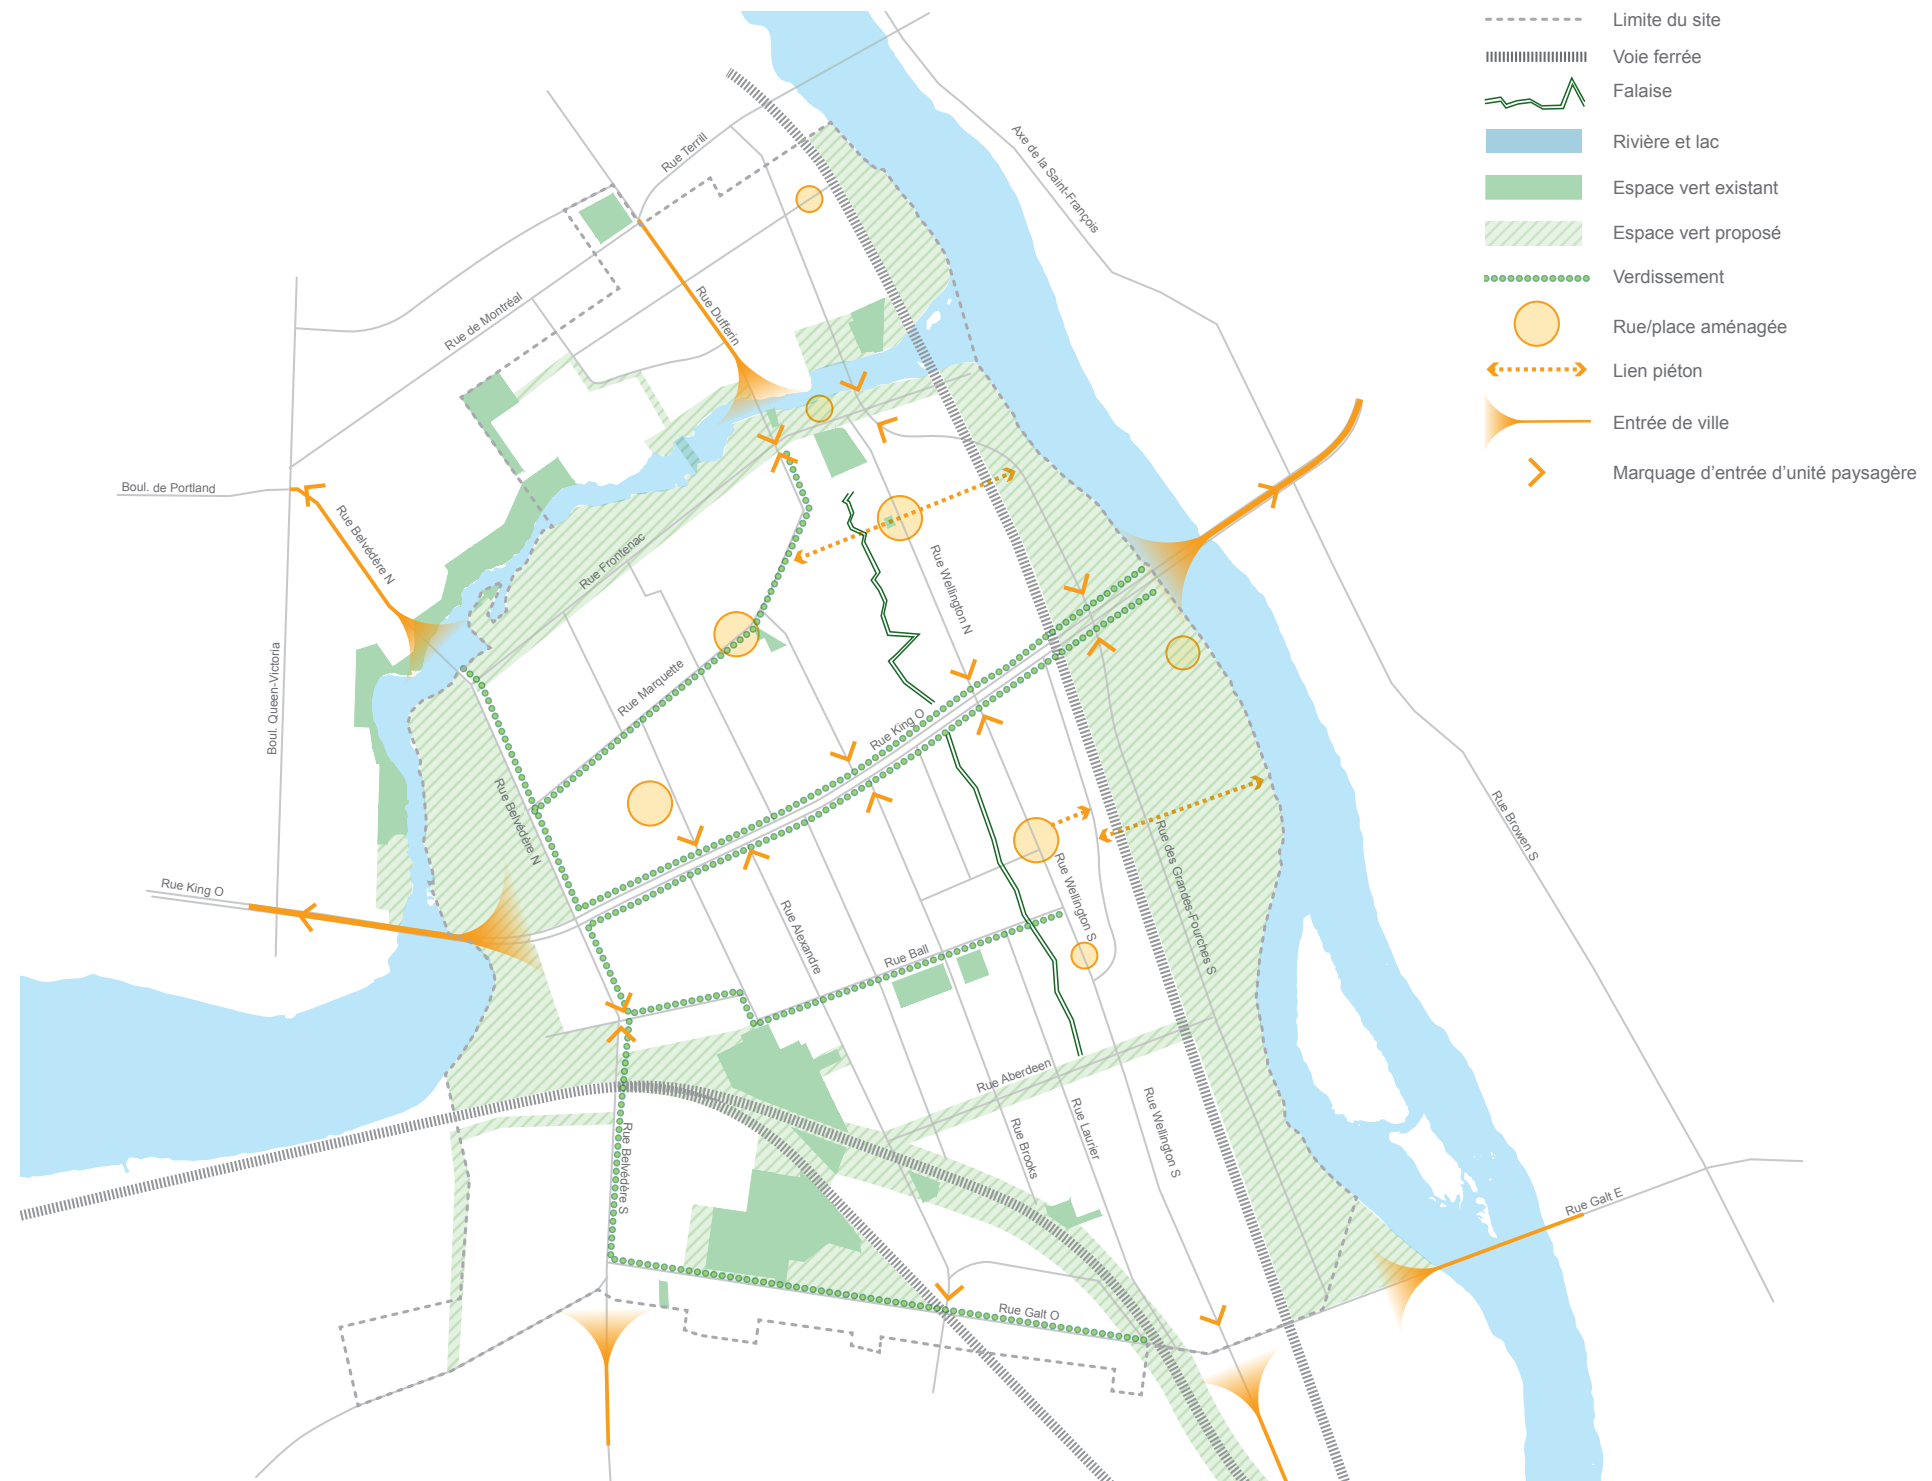 Limite du site
Voie ferrée
Falaise
Rivière et lac
Espace vert existant
Espace vert proposé
Verdissement
Rue/place aménagée
Lien piéton
Entrée de ville
Marquage d'entrée d'unité paysagère
Rue Terrill
Axe de la Saint-François
Rue Dufferin
Rue de Montréal
Boul. de Portland
Rue Belvédère N
Rue Frontenac
Rue Wellington N
Boul. Queen-Victoria
Rue Marquette
Rue King O
Rue Belvédère N
Rue Browen S
Rue des Grandes-Fourches S
Rue King O
Rue Wellington S
Rue Alexandre
Rue Ball
Rue Aberdeen
Rue Belvédère S
Rue Brooks
Rue Laurier
Rue Wellington S
Rue Galt E
Rue Galt O